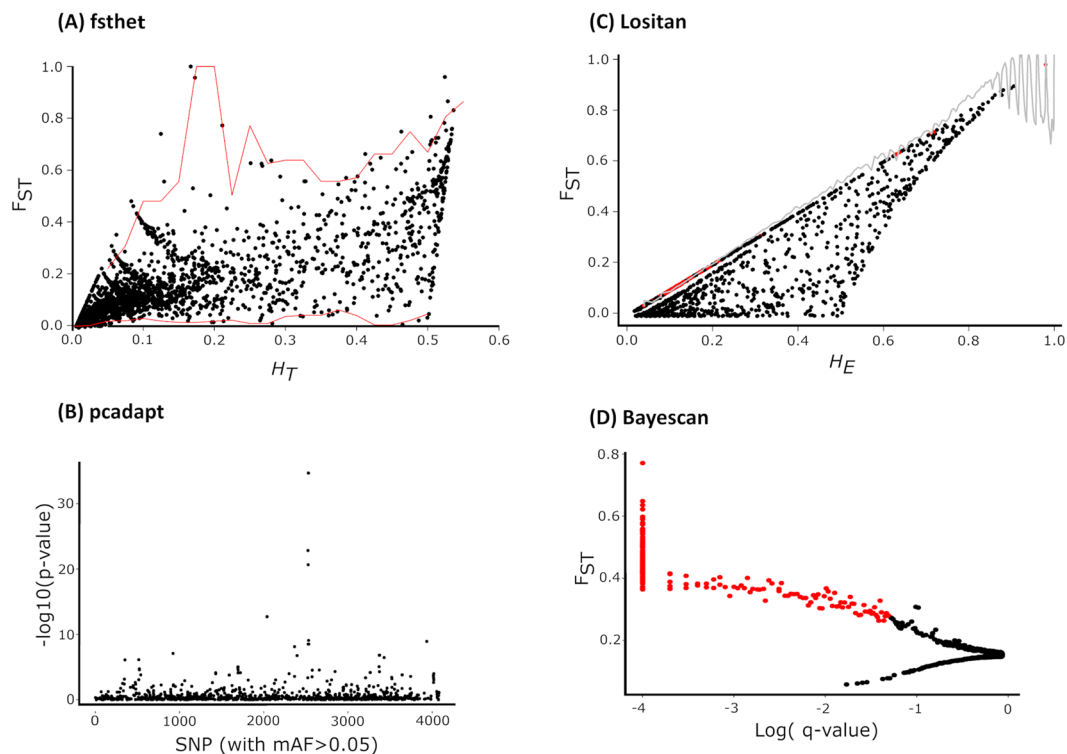 (A) fsthet
1.0
0.8
0.6
0.4
0.2
0.0
FST
0.0 0.1 0.2 0.3 0.4 0.5 0.6
HT
(C) Lositan
1.0
0.8
0.6
0.4
0.2
0.0
FST
0.0 0.2 0.4 0.6 0.8 1.0
HE
(B) pcadapt
30
20
10
0
-log10(p-value)
0 1000 2000 3000 4000
SNP (with mAF>0.05)
(D) Bayescan
0.8
0.6
0.4
0.2
FST
-4 -3 -2 -1 0
Log( q-value)